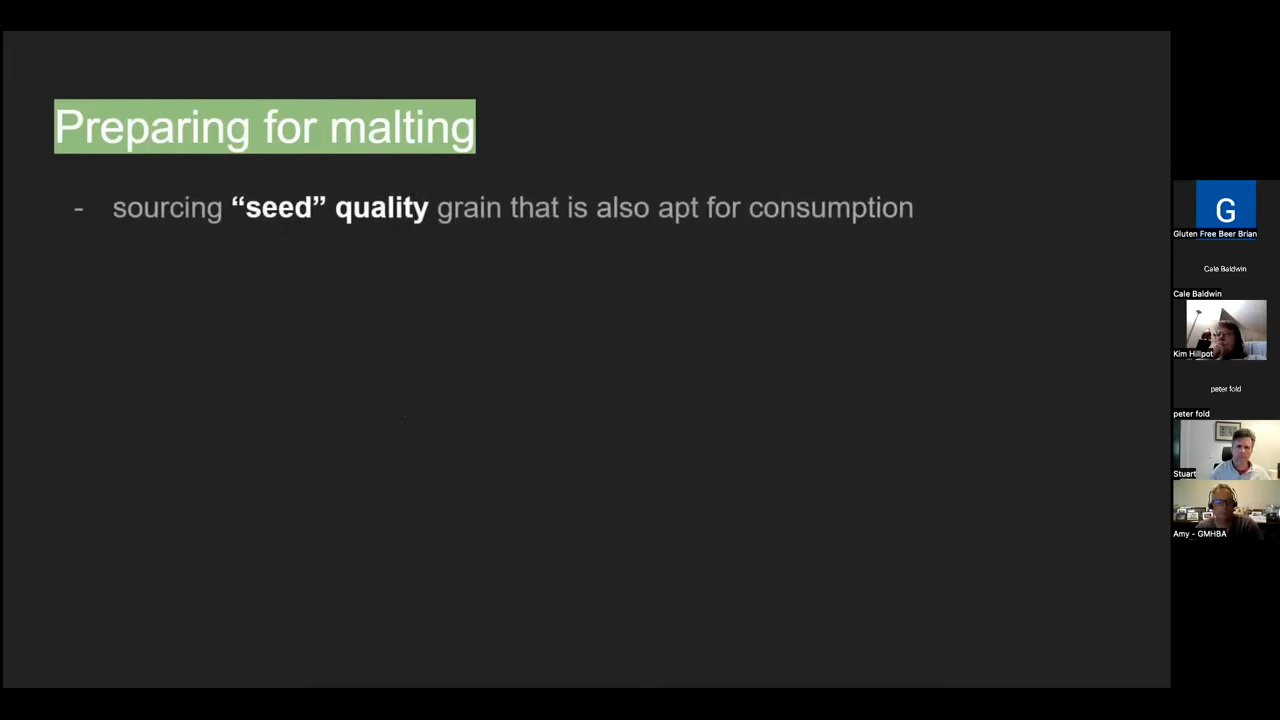 Preparing for malting
- sourcing “seed” quality grain that is also apt for consumption
G
Gluten Free Beer Brian
Cale Baldwin
Cale Baldwin
Kim Hillpot
peter fold
peter fold
Stuart
Amy - GMHBA